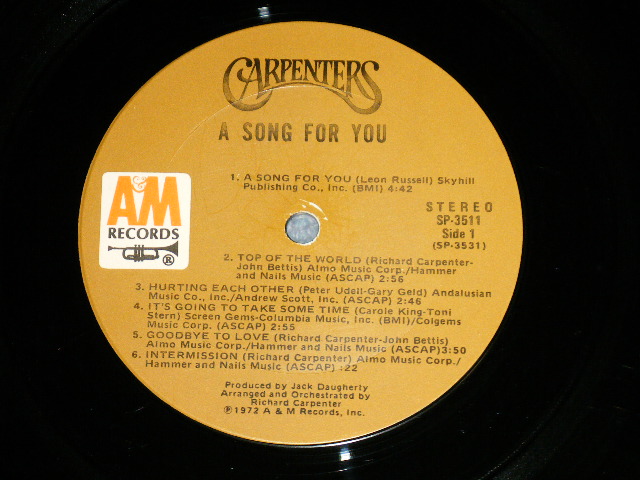 CARPENTERS
A SONG FOR YOU
1. A SONG FOR YOU (Leon Russell) Skyhill
Publishing Co., Inc. (BMI) 4:42
A&M
RECORDS
®
STEREO
SP-3511
Side 1
(SP-3531)
2. TOP OF THE WORLD (Richard Carpenter-
John Bettis) Almo Music Corp./Hammer
and Nails Music (ASCAP) 2:56
3. HURTING EACH OTHER (Peter Udell-Gary Geld) Andalusian
Music Co., Inc./Andrew Scott, Inc. (ASCAP) 2:46
4. IT'S GOING TO TAKE SOME TIME (Carole King-Toni
Stern) Screen Gems-Columbia Music, Inc. (BMI)/Colgems
Music Corp. (ASCAP) 2:55
5. GOODBYE TO LOVE (Richard Carpenter-John Bettis)
Almo Music Corp./Hammer and Nails Music (ASCAP)3:50
6. INTERMISSION (Richard Carpenter) Almo Music Corp./
Hammer and Nails Music (ASCAP) :22
Produced by Jack Daugherty
Arranged and Orchestrated by
Richard Carpenter
℗1972 A & M Records, Inc.